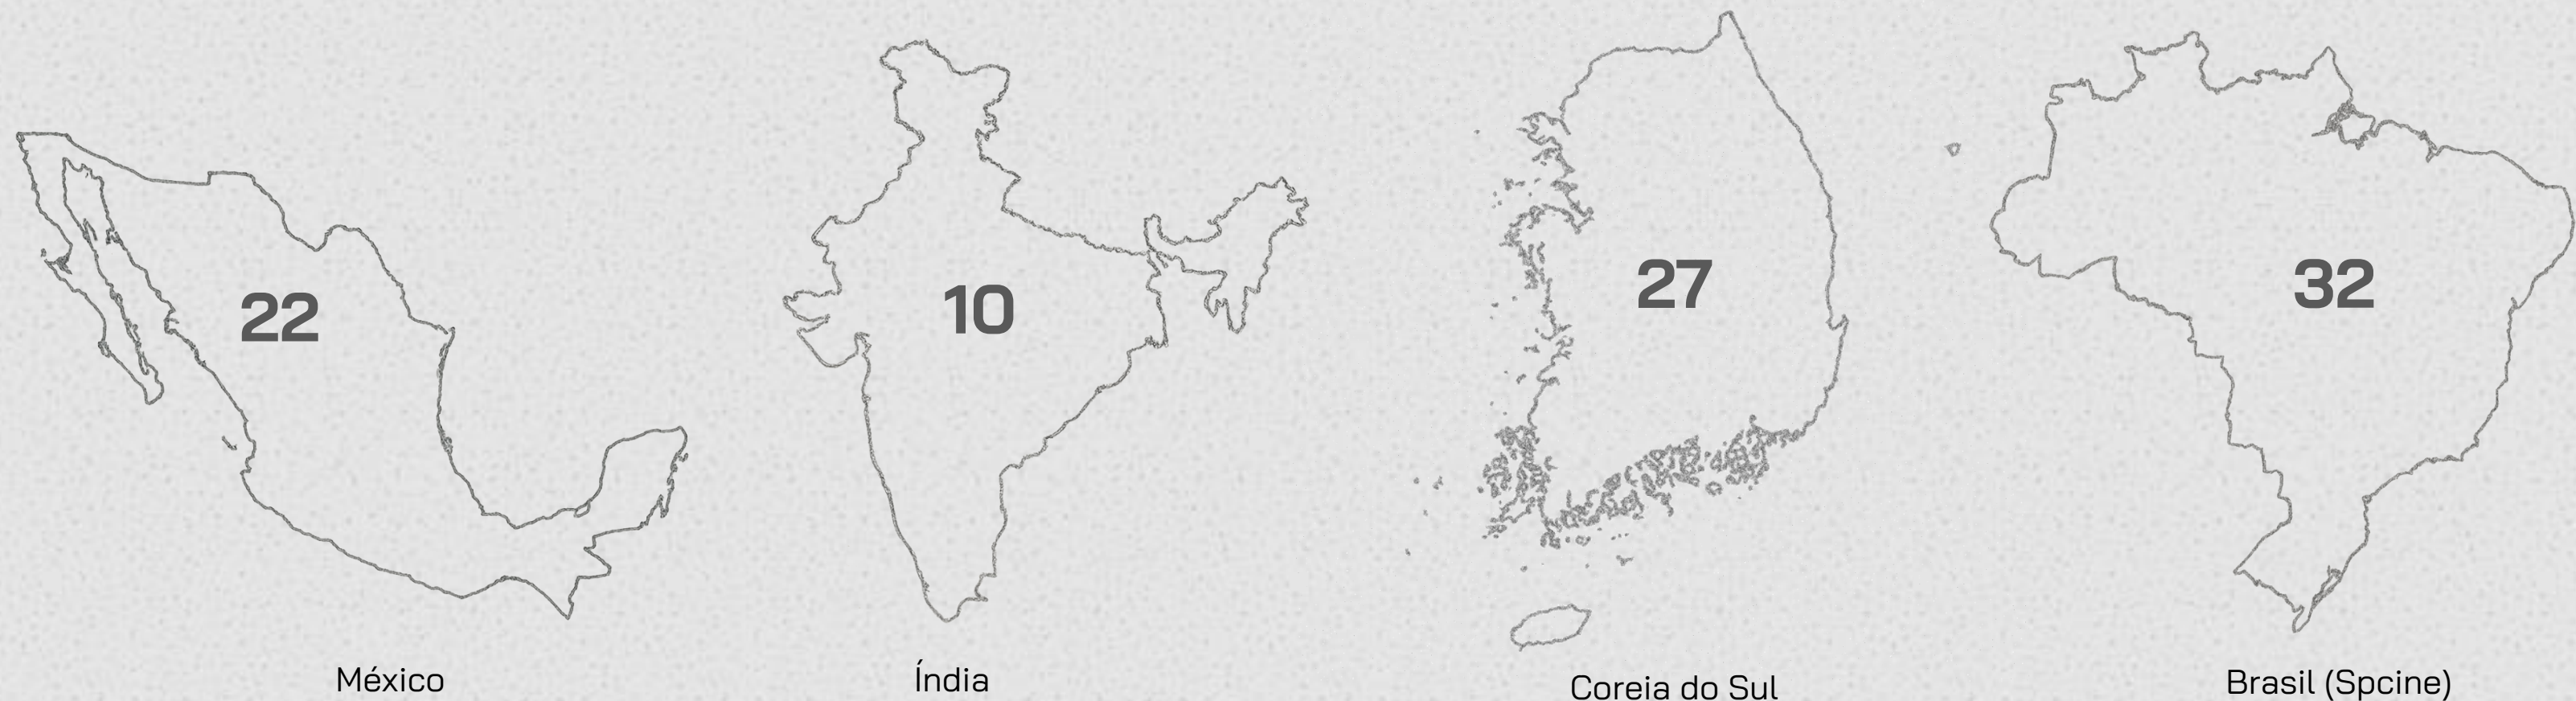 22
10
27
32
México
Índia
Coreia do Sul
Brasil (Spcine)